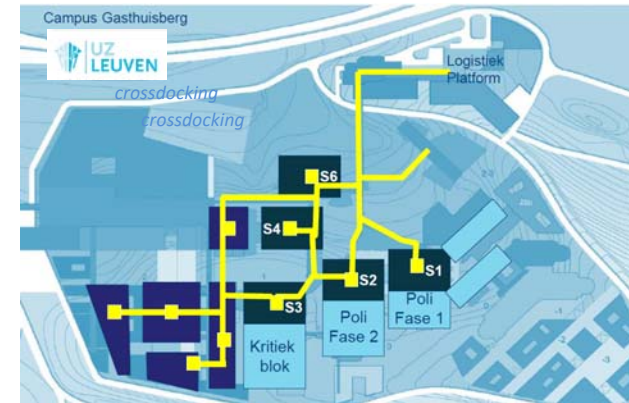 Campus Gasthuisberg
UZ
LEUVEN
crossdocking
crossdocking
Logistiek
Platform
S6
S4
S1
S2
S3
Poli
Fase 1
Poli
Fase 2
Kritiek
blok